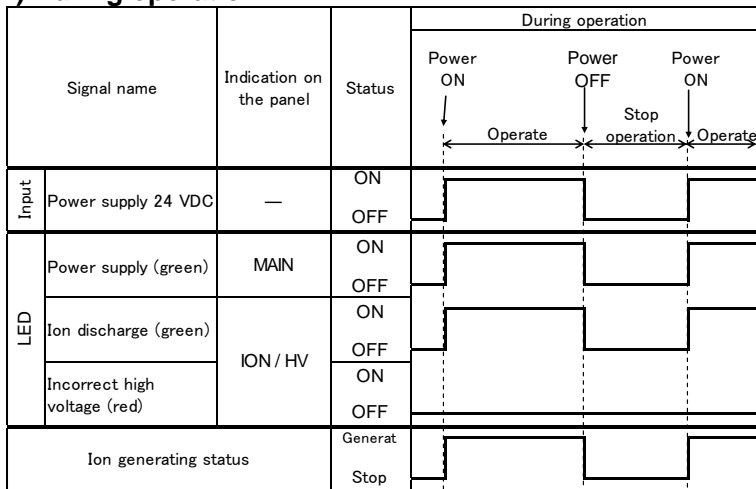 During operation
Signal name
Indication on
the panel
Status
Power
ON
Power
OFF
Power
ON
Operate
Stop
operation
Operate
Input
Power supply 24 VDC
—
ON
OFF
LED
Power supply (green)
MAIN
ON
OFF
Ion discharge (green)
ION / HV
ON
OFF
Incorrect high
voltage (red)
ON
OFF
Ion generating status
Generat
Stop